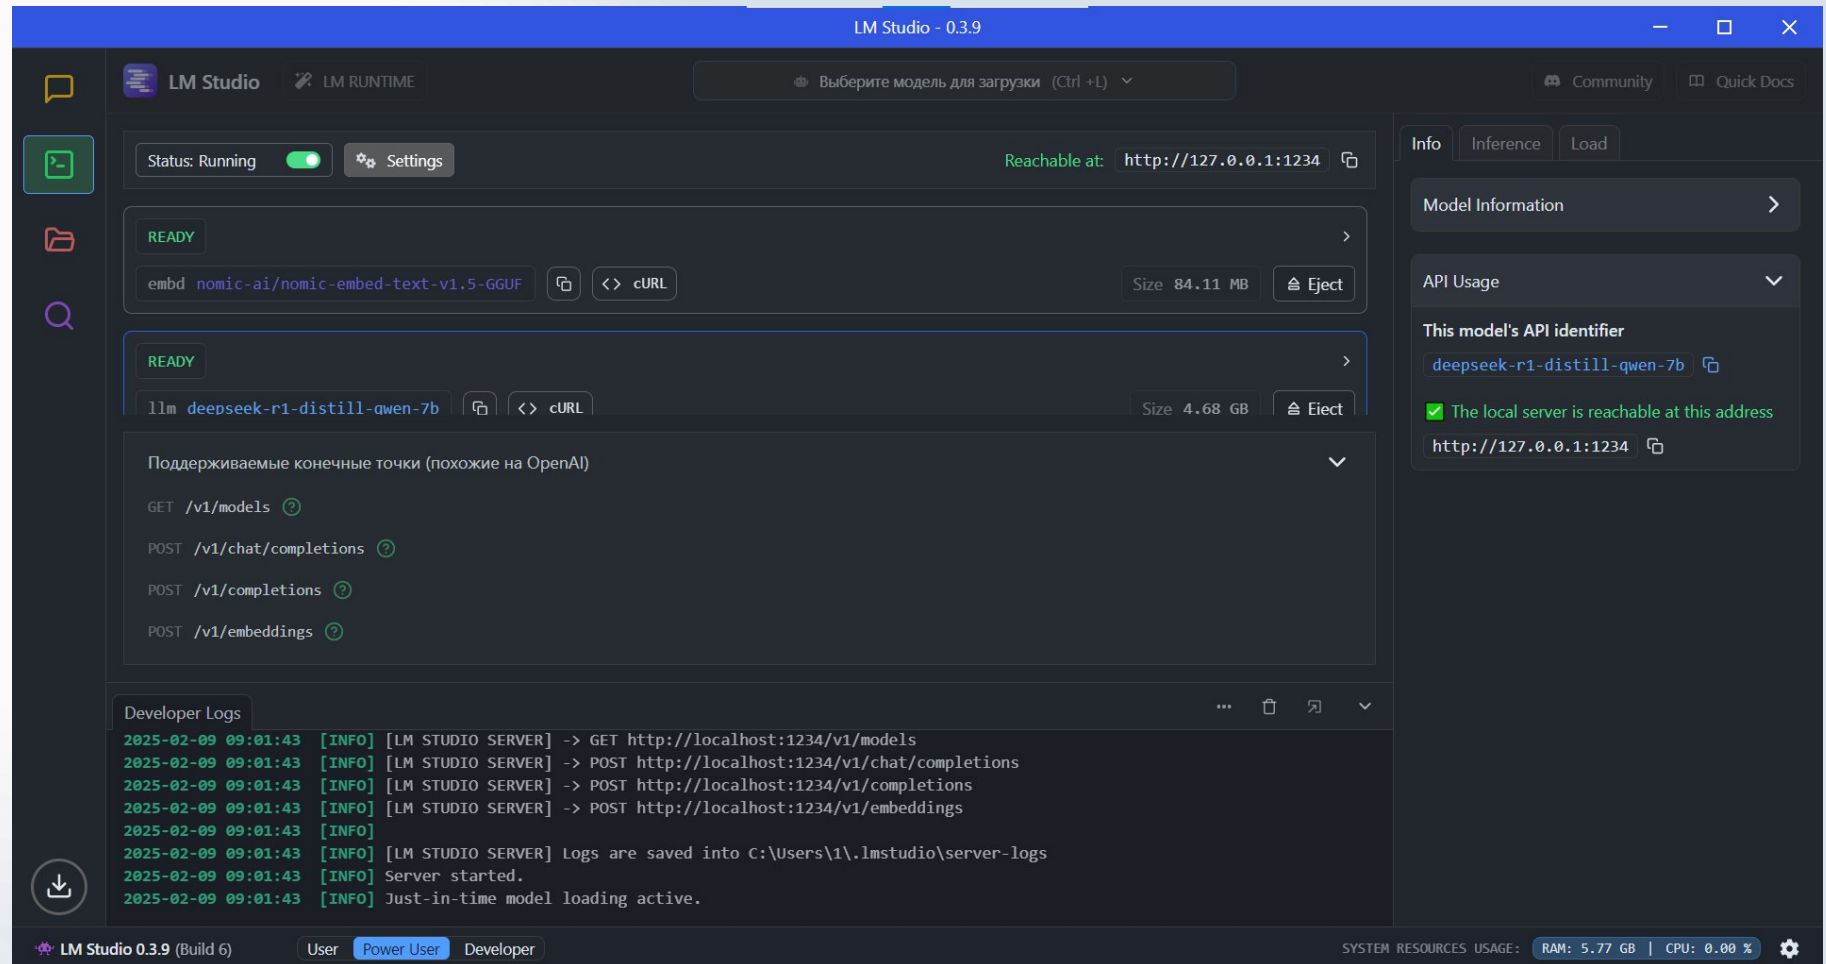 LM Studio - 0.3.9
LM Studio
LM RUNTIME
Выберите модель для загрузки (Ctrl +L)
Community
Quick Docs
Status: Running
Settings
Reachable at: http://127.0.0.1:1234
READY
embd nomic-ai/nomic-embed-text-v1.5-GGUF
cURL
Size 84.11 MB
Eject
READY
llm deepseek-r1-distill-qwen-7b
cURL
Size 4.68 GB
Eject
Поддерживаемые конечные точки (похожие на OpenAI)
GET /v1/models
POST /v1/chat/completions
POST /v1/completions
POST /v1/embeddings
Developer Logs
2025-02-09 09:01:43 [INFO] [LM STUDIO SERVER] -> GET http://localhost:1234/v1/models
2025-02-09 09:01:43 [INFO] [LM STUDIO SERVER] -> POST http://localhost:1234/v1/chat/completions
2025-02-09 09:01:43 [INFO] [LM STUDIO SERVER] -> POST http://localhost:1234/v1/completions
2025-02-09 09:01:43 [INFO] [LM STUDIO SERVER] -> POST http://localhost:1234/v1/embeddings
2025-02-09 09:01:43 [INFO]
2025-02-09 09:01:43 [INFO] [LM STUDIO SERVER] Logs are saved into C:\Users\1\.lmstudio\server-logs
2025-02-09 09:01:43 [INFO] Server started.
2025-02-09 09:01:43 [INFO] Just-in-time model loading active.
Info
Inference
Load
Model Information
API Usage
This model's API identifier
deepseek-r1-distill-qwen-7b
✅ The local server is reachable at this address
http://127.0.0.1:1234
LM Studio 0.3.9 (Build 6)
User
Power User
Developer
SYSTEM RESOURCES USAGE: RAM: 5.77 GB | CPU: 0.00 %